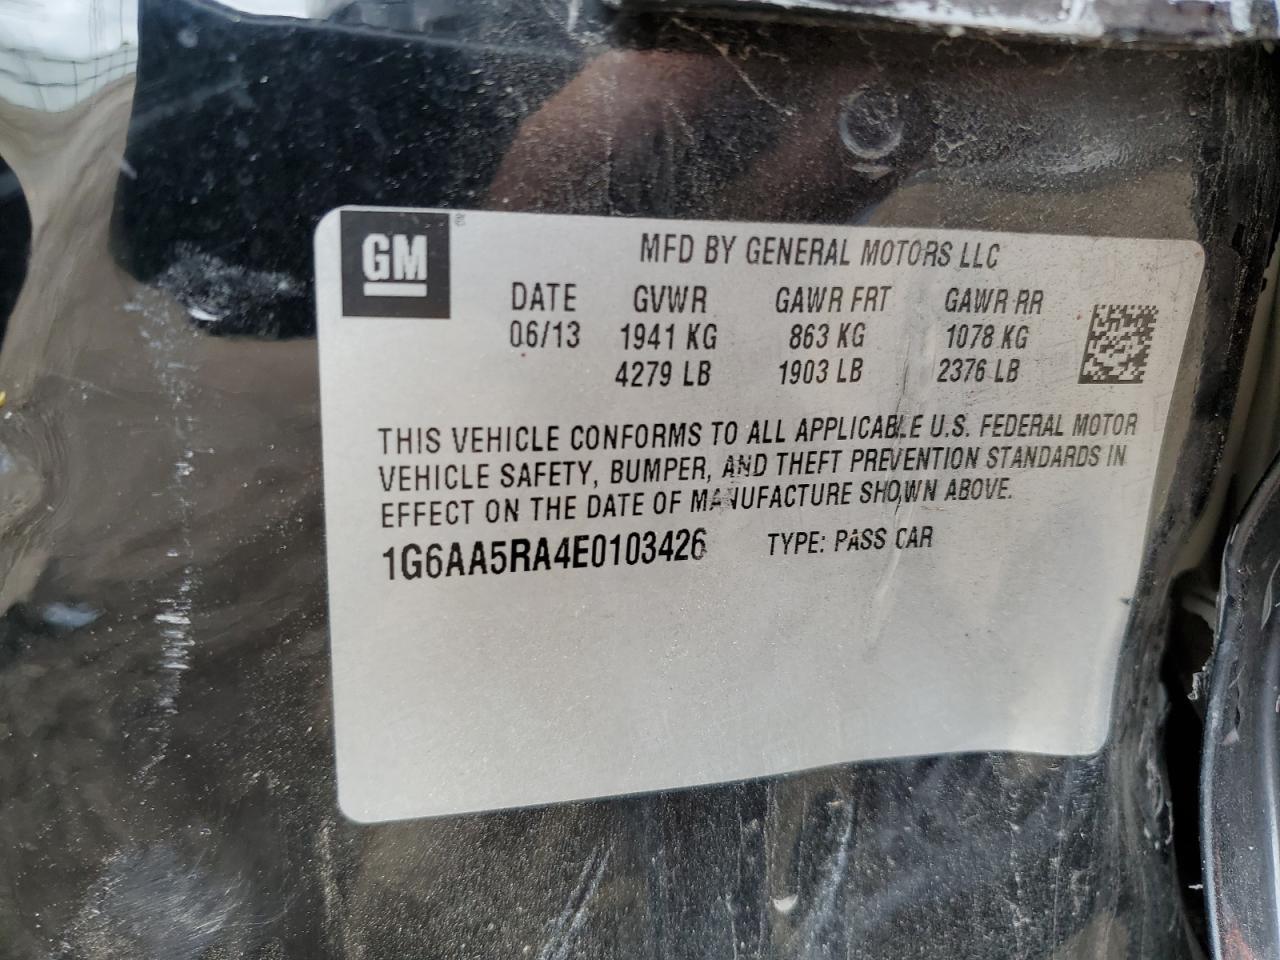 GM
MFD BY GENERAL MOTORS LLC
DATE GVWR GAWR FRT GAWR RR
06/13 1941 KG 863 KG 1078 KG
4279 LB 1903 LB 2376 LB
THIS VEHICLE CONFORMS TO ALL APPLICABLE U.S. FEDERAL MOTOR
VEHICLE SAFETY, BUMPER, AND THEFT PREVENTION STANDARDS IN
EFFECT ON THE DATE OF MANUFACTURE SHOWN ABOVE.
1G6AA5RA4E0103426 TYPE: PASS CAR